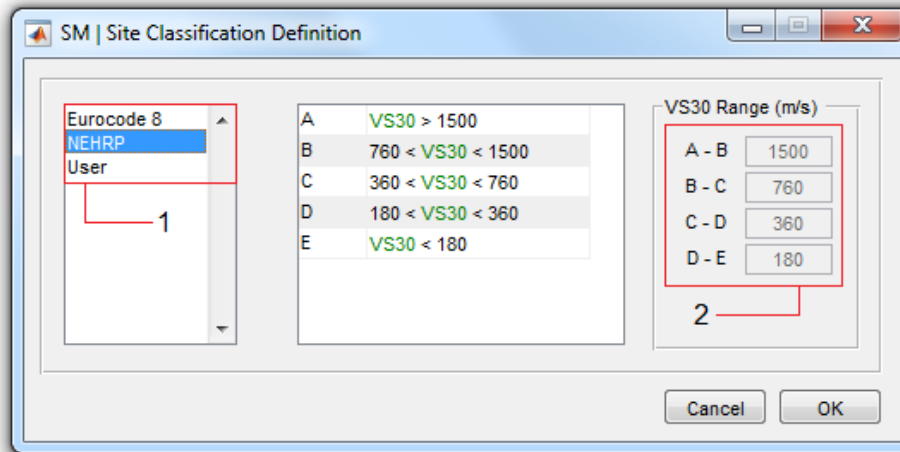 SM | Site Classification Definition
Eurocode 8
NEHRP
User
1
A VS30 > 1500
B 760 < VS30 < 1500
C 360 < VS30 < 760
D 180 < VS30 < 360
E VS30 < 180
VS30 Range (m/s)
A - B 1500
B - C 760
C - D 360
D - E 180
2
Cancel OK